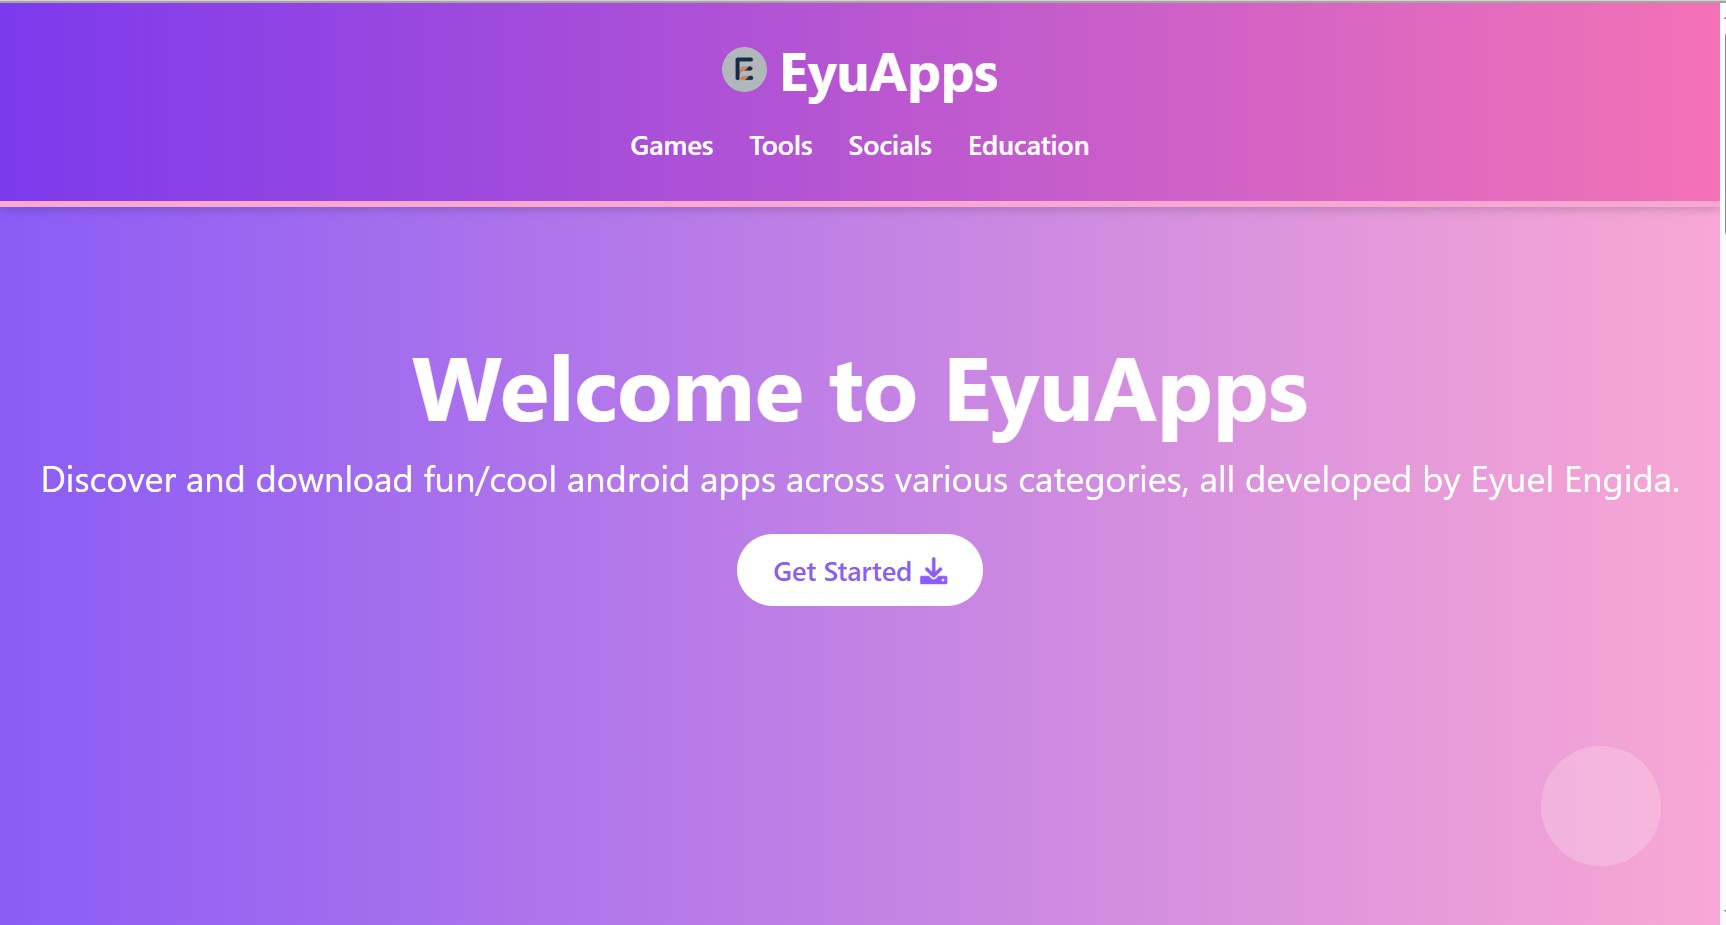 EyuApps
Games Tools Socials Education
Welcome to EyuApps
Discover and download fun/cool android apps across various categories, all developed by Eyuel Engida.
Get Started